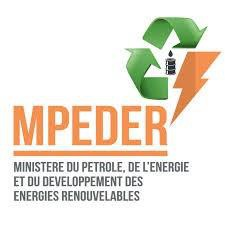 MPEDER
MINISTERE DU PETROLE, DE L'ENERGIE
ET DU DEVELOPPEMENT DES
ENERGIES RENOUVELABLES